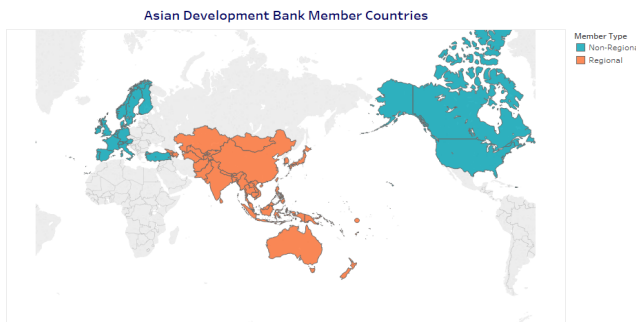 Asian Development Bank Member Countries
Member Type
Non-Regiona
Regional